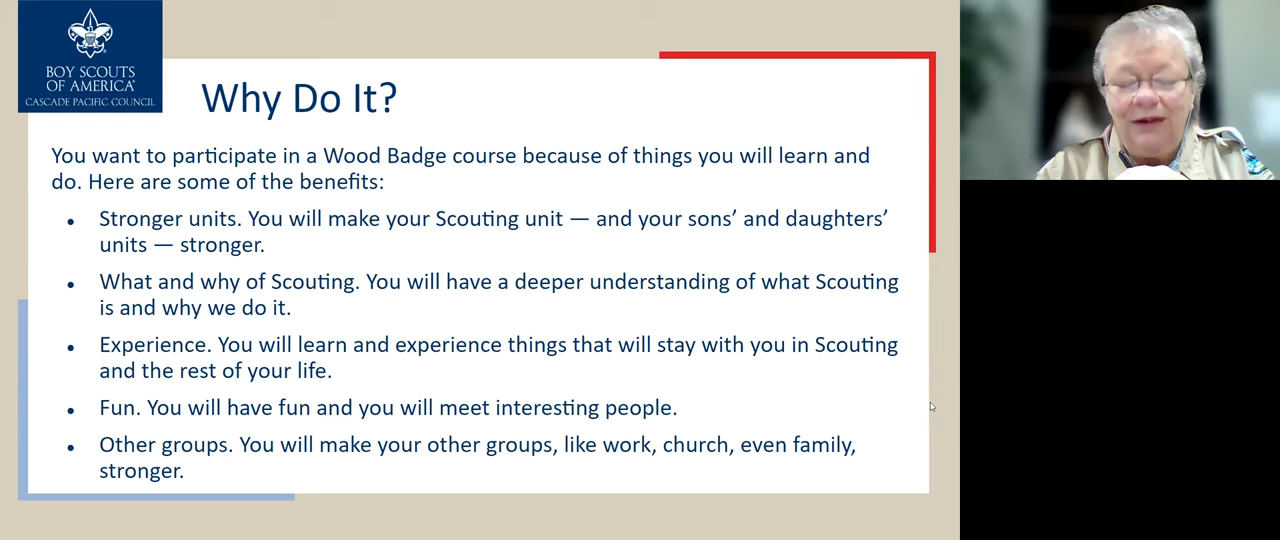 BOY SCOUTS
OF AMERICA®
CASCADE PACIFIC COUNCIL
Why Do It?
You want to participate in a Wood Badge course because of things you will learn and
do. Here are some of the benefits:
• Stronger units. You will make your Scouting unit — and your sons’ and daughters’
units — stronger.
• What and why of Scouting. You will have a deeper understanding of what Scouting
is and why we do it.
• Experience. You will learn and experience things that will stay with you in Scouting
and the rest of your life.
• Fun. You will have fun and you will meet interesting people.
• Other groups. You will make your other groups, like work, church, even family,
stronger.